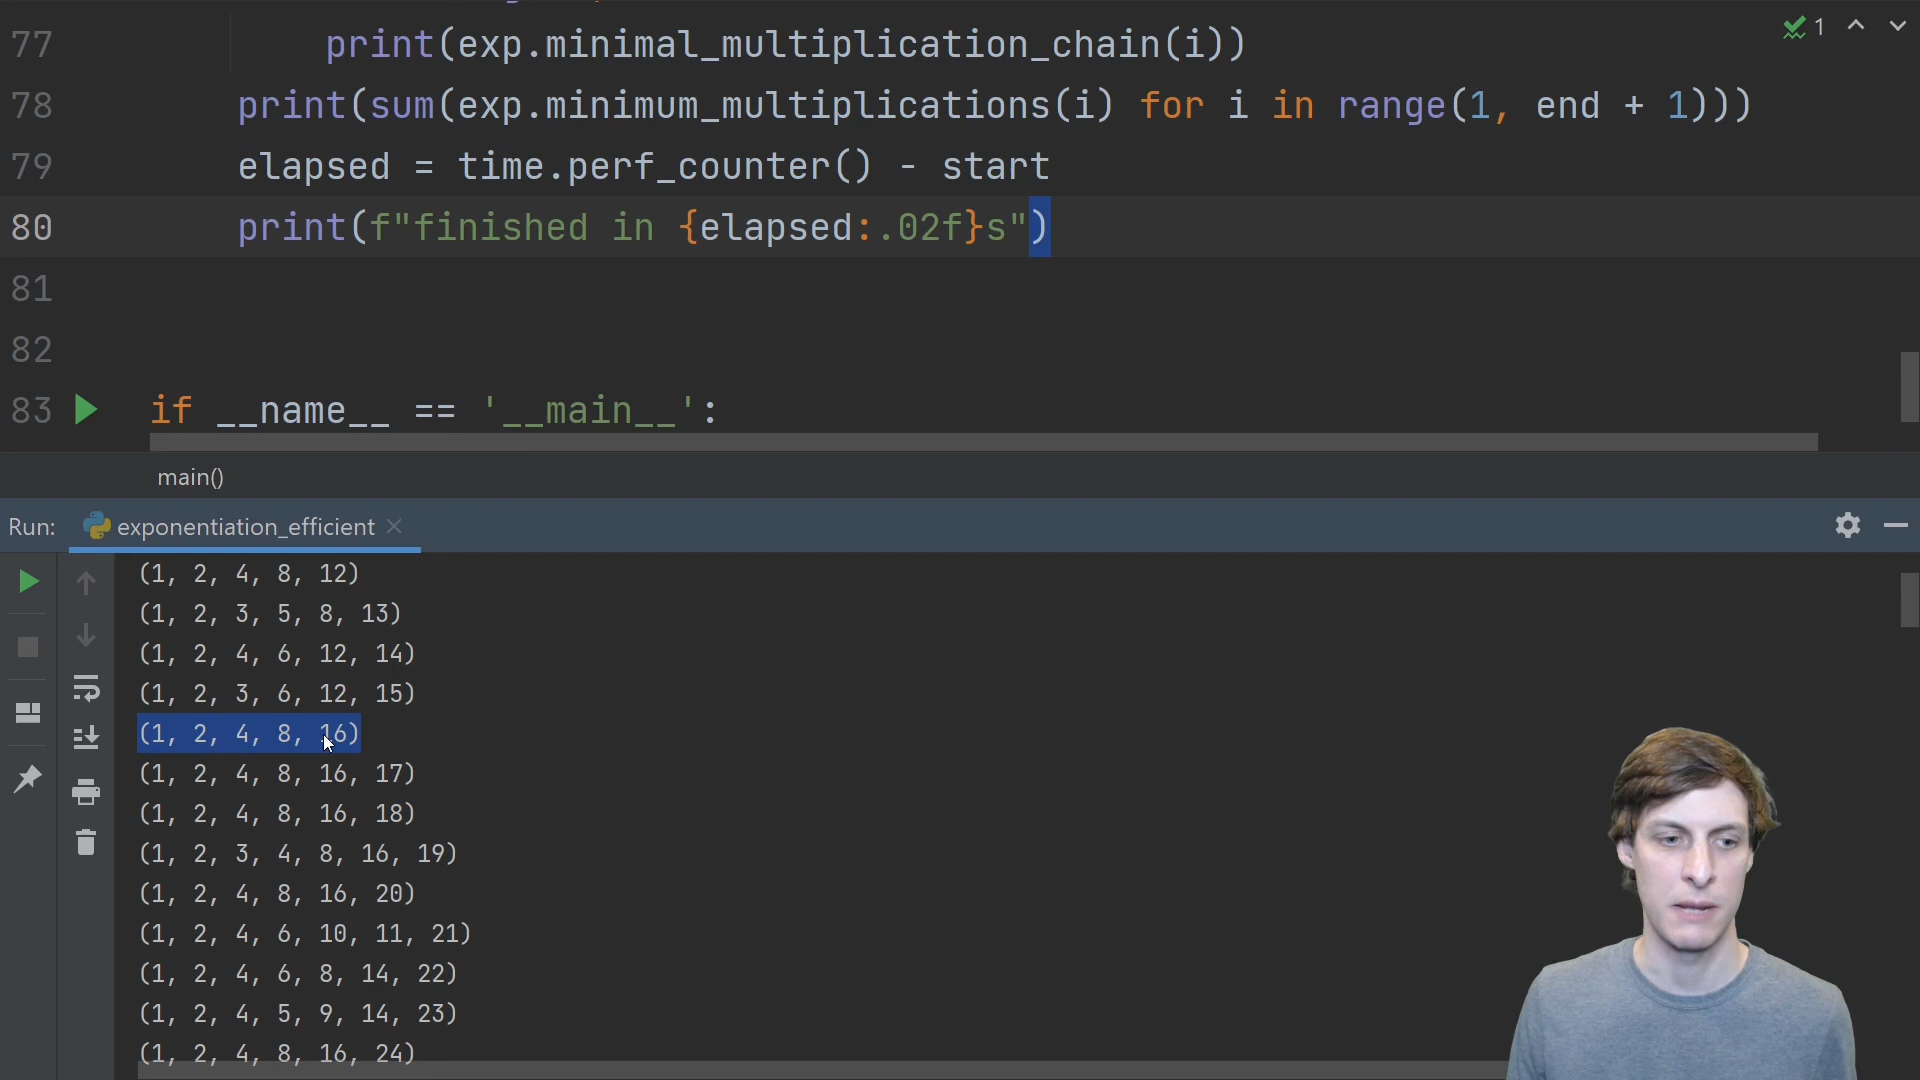 77 print(exp.minimal_multiplication_chain(i))
78 print(sum(exp.minimum_multiplications(i) for i in range(1, end + 1)))
79 elapsed = time.perf_counter() - start
80 print(f"finished in {elapsed:.02f}s")
81
82
83 if __name__ == '__main__':
1
main()
Run: exponentiation_efficient
(1, 2, 4, 8, 12)
(1, 2, 3, 5, 8, 13)
(1, 2, 4, 6, 12, 14)
(1, 2, 3, 6, 12, 15)
(1, 2, 4, 8, 16)
(1, 2, 4, 8, 16, 17)
(1, 2, 4, 8, 16, 18)
(1, 2, 3, 4, 8, 16, 19)
(1, 2, 4, 8, 16, 20)
(1, 2, 4, 6, 10, 11, 21)
(1, 2, 4, 6, 8, 14, 22)
(1, 2, 4, 5, 9, 14, 23)
(1, 2, 4, 8, 16, 24)